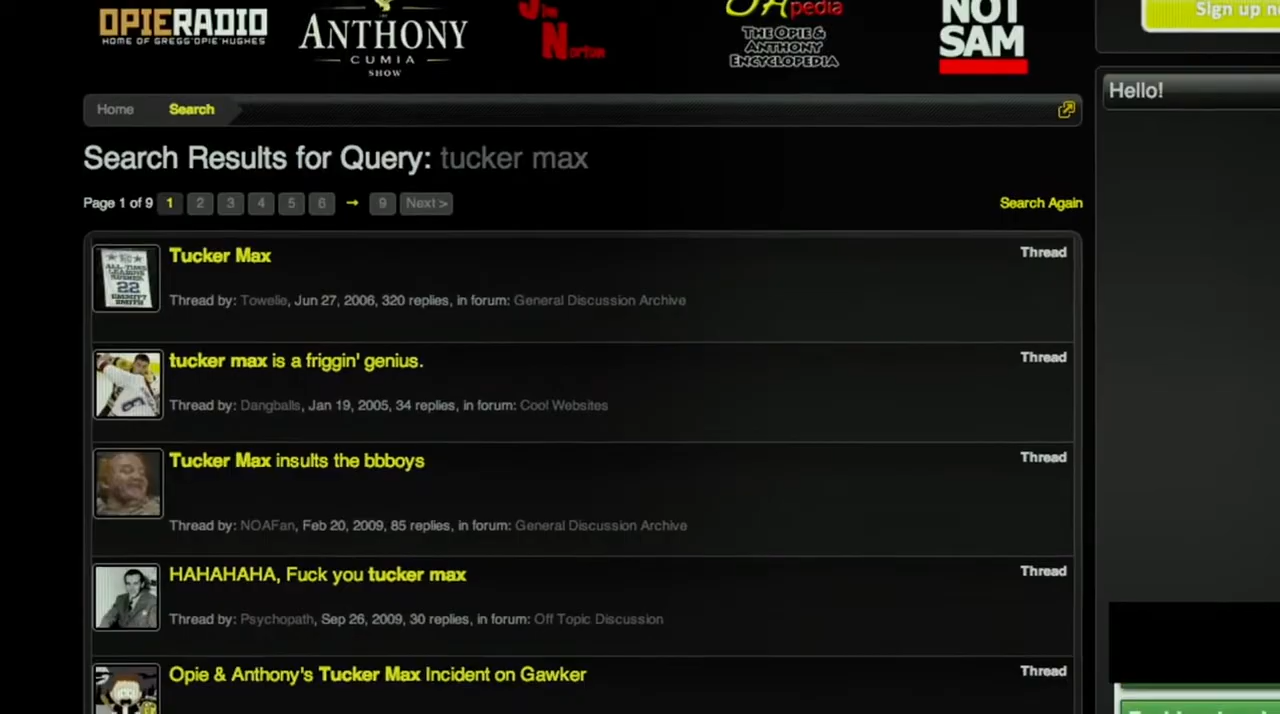 OPIERADIO
HOME OF GREGG "OPIE" HUGHES
ANTHONY
CUMIA
SHOW
Norton
pedia
THE OPIE &
ANTHONY
ENCYCLOPEDIA
NOT
SAM
Sign up n
Hello!
Home Search
Search Results for Query: tucker max
Page 1 of 9 1 2 3 4 5 6 → 9 Next >
Search Again
Tucker Max
Thread
Thread by: Towelie, Jun 27, 2006, 320 replies, in forum: General Discussion Archive
tucker max is a friggin' genius.
Thread
Thread by: Dangballs, Jan 19, 2005, 34 replies, in forum: Cool Websites
Tucker Max insults the bbboys
Thread
Thread by: NOAFan, Feb 20, 2009, 85 replies, in forum: General Discussion Archive
HAHAHAHA, Fuck you tucker max
Thread
Thread by: Psychopath, Sep 26, 2009, 30 replies, in forum: Off Topic Discussion
Opie & Anthony's Tucker Max Incident on Gawker
Thread